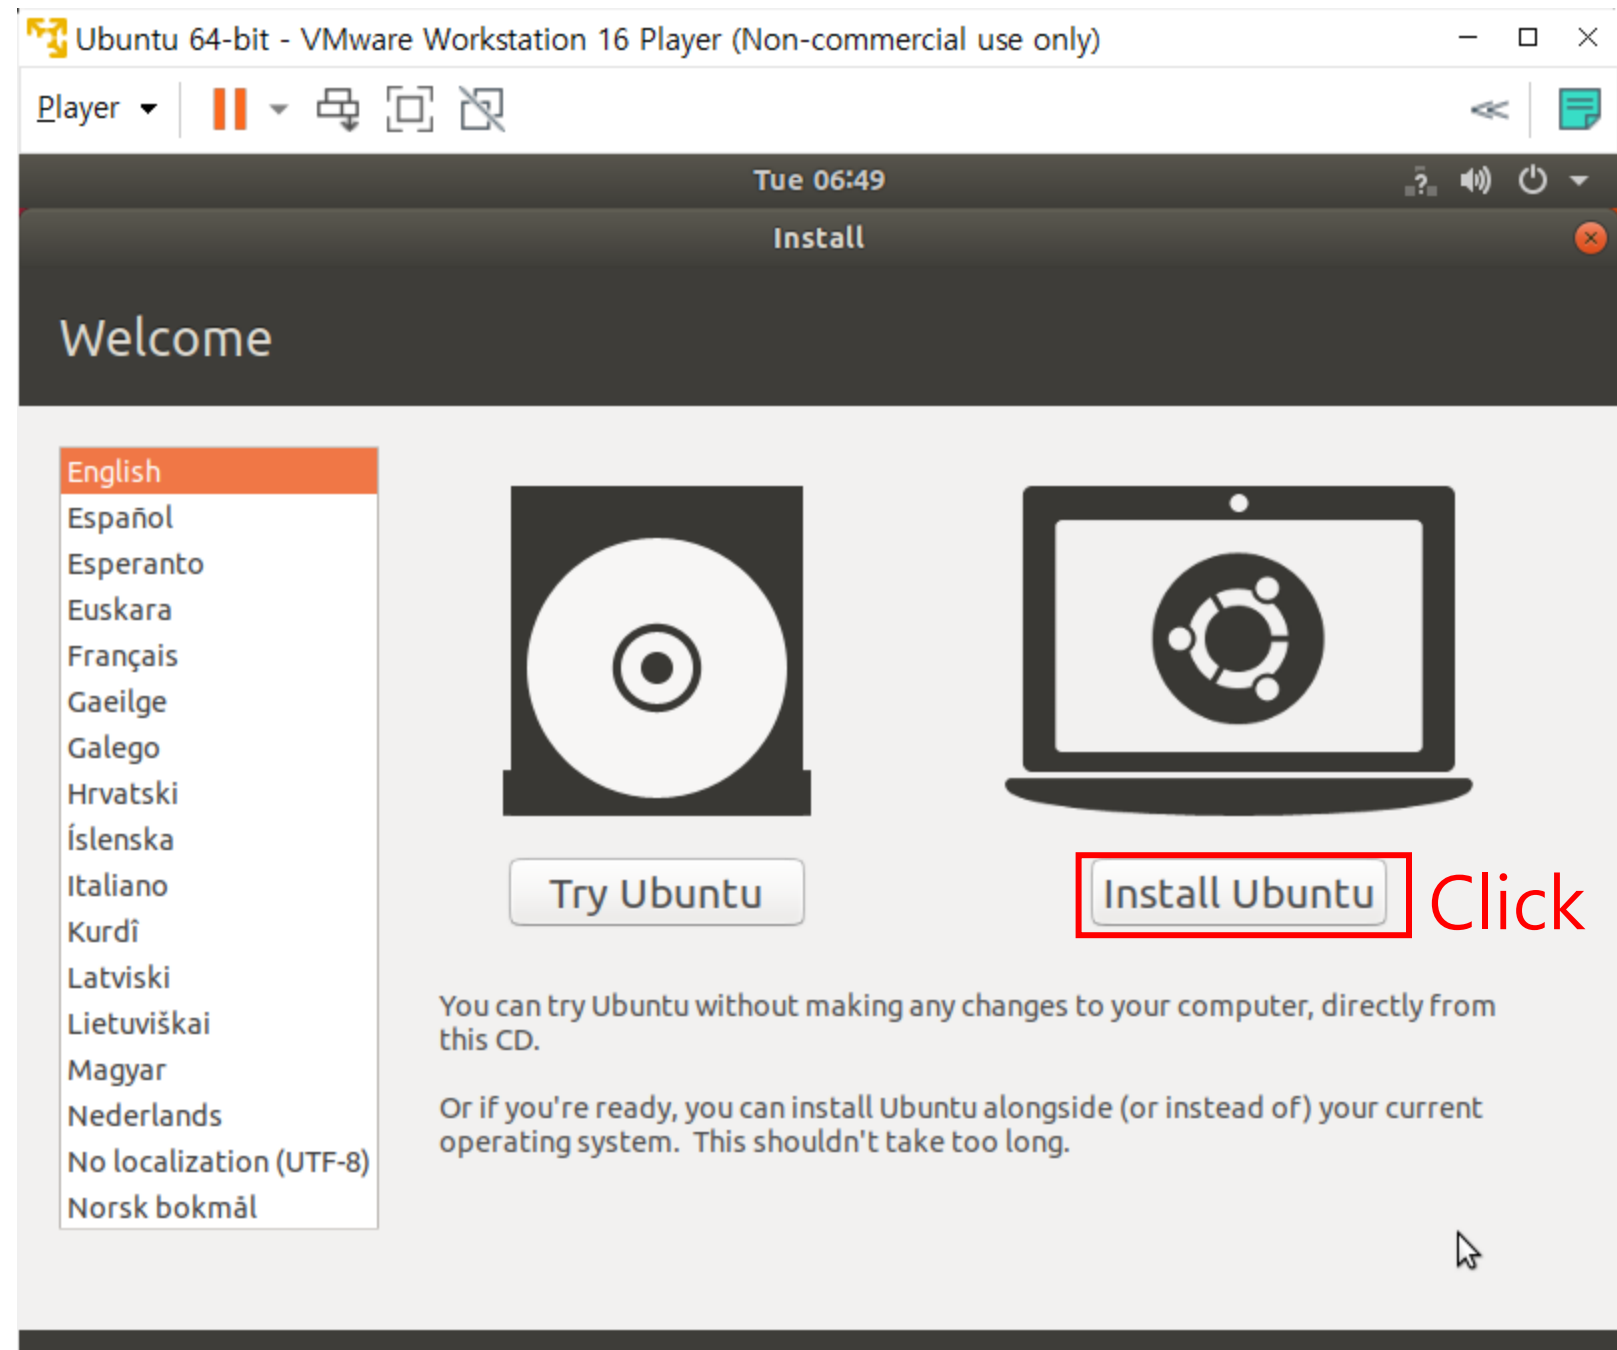 Ubuntu 64-bit - VMware Workstation 16 Player (Non-commercial use only)
Player
Tue 06:49
?
Install
Welcome
English
Español
Esperanto
Euskara
Français
Gaeilge
Galego
Hrvatski
Íslenska
Italiano
Kurdî
Latviski
Lietuviškai
Magyar
Nederlands
No localization (UTF-8)
Norsk bokmål
Try Ubuntu
Install Ubuntu
Click
You can try Ubuntu without making any changes to your computer, directly from
this CD.
Or if you're ready, you can install Ubuntu alongside (or instead of) your current
operating system.  This shouldn't take too long.